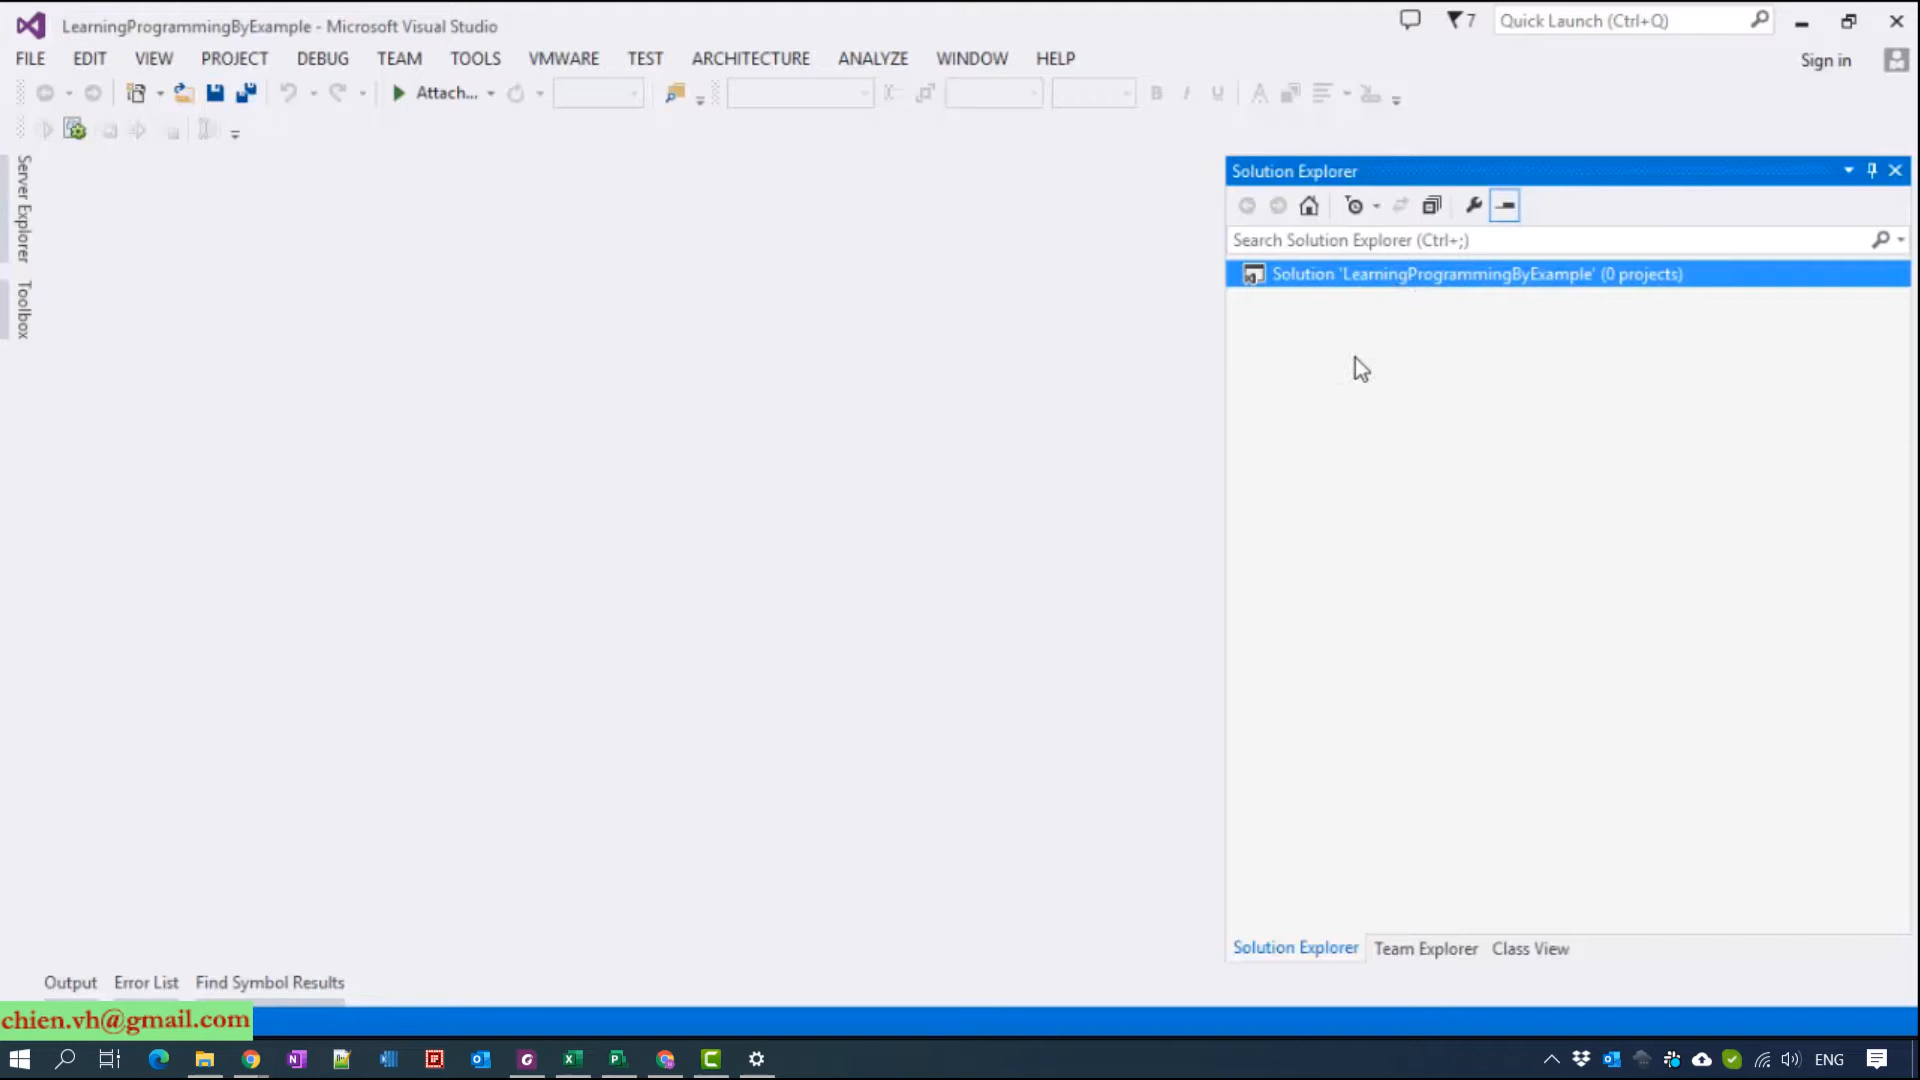 LearningProgrammingByExample - Microsoft Visual Studio
7
Quick Launch (Ctrl+Q)
FILE EDIT VIEW PROJECT DEBUG TEAM TOOLS VMWARE TEST ARCHITECTURE ANALYZE WINDOW HELP
Sign in
Attach...
Server Explorer
Toolbox
Solution Explorer
Search Solution Explorer (Ctrl+;)
Solution 'LearningProgrammingByExample' (0 projects)
Solution Explorer Team Explorer Class View
Output Error List Find Symbol Results
chien.vh@gmail.com
ENG